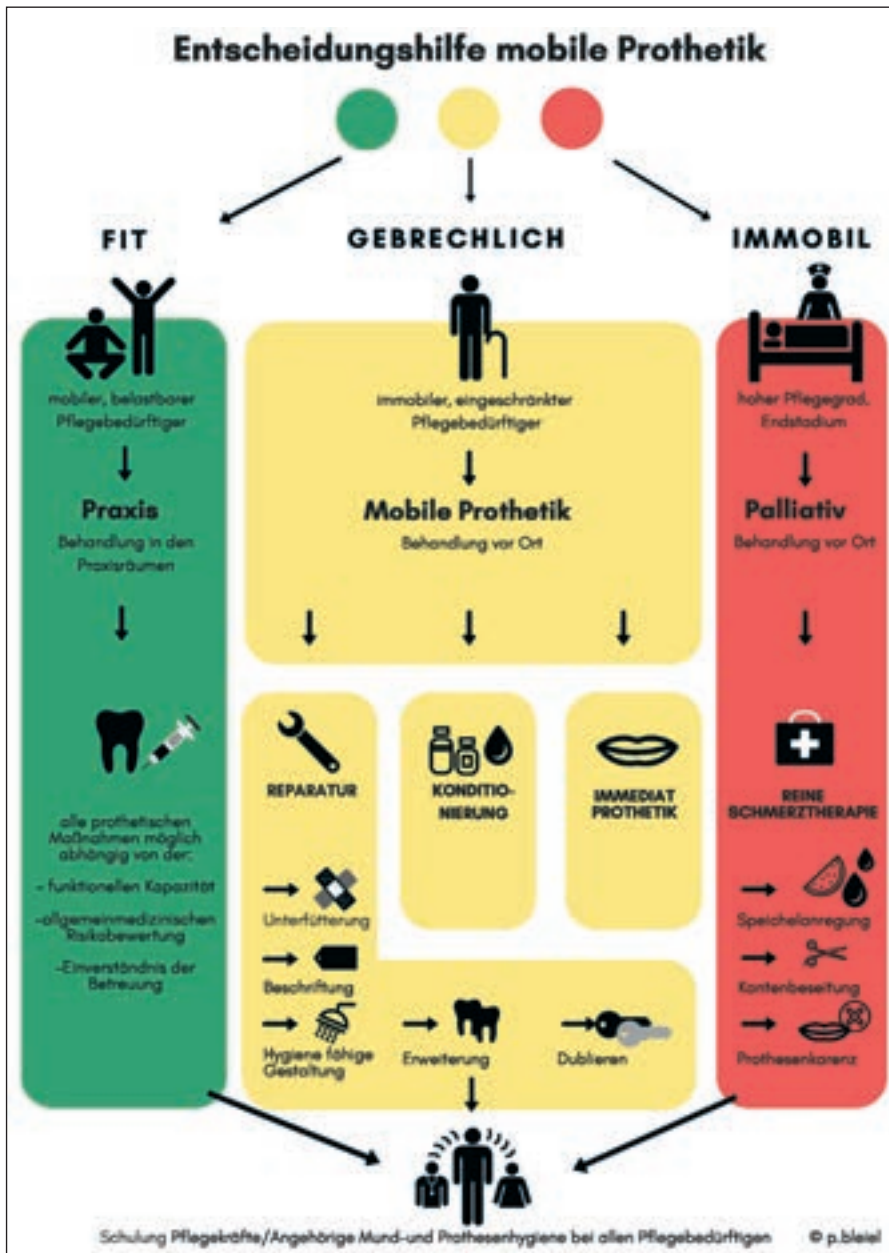 Entscheidungshilfe mobile Prothetik
FIT
mobiler, belastbarer
Pflegebedürftiger
Praxis
Behandlung in den
Praxisräumen
alle prothetischen
Maßnahmen möglich
abhängig von der:
- funktionellen Kapazität
-allgemeinmedizinischen
Risikobewertung
-Einverständnis der
Betreuung
GEBRECHLICH
immobiler, eingeschränkter
Pflegebedürftiger
Mobile Prothetik
Behandlung vor Ort
REPARATUR
Unterfütterung
Beschriftung
Hygiene fähige
Gestaltung
Erweiterung
Dublieren
KONDITIO-
NIERUNG
IMMEDIAT
PROTHETIK
IMMOBIL
hoher Pflegegrad,
Endstadium
Palliativ
Behandlung vor Ort
REINE
SCHMERZTHERAPIE
Speichelanregung
Kantenbeseitung
Prothesenkarenz
Schulung Pflegekräfte/Angehörige Mund-und Prothesenhygiene bei allen Pflegebedürftigen © p.bleiel